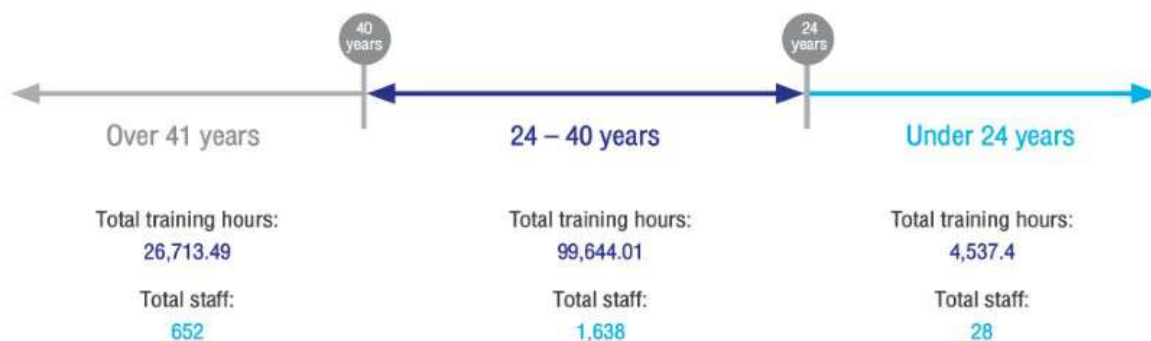 40
years
24
years
Over 41 years
24 – 40 years
Under 24 years
Total training hours:
26,713.49
Total staff:
652
Total training hours:
99,644.01
Total staff:
1,638
Total training hours:
4,537.4
Total staff:
28